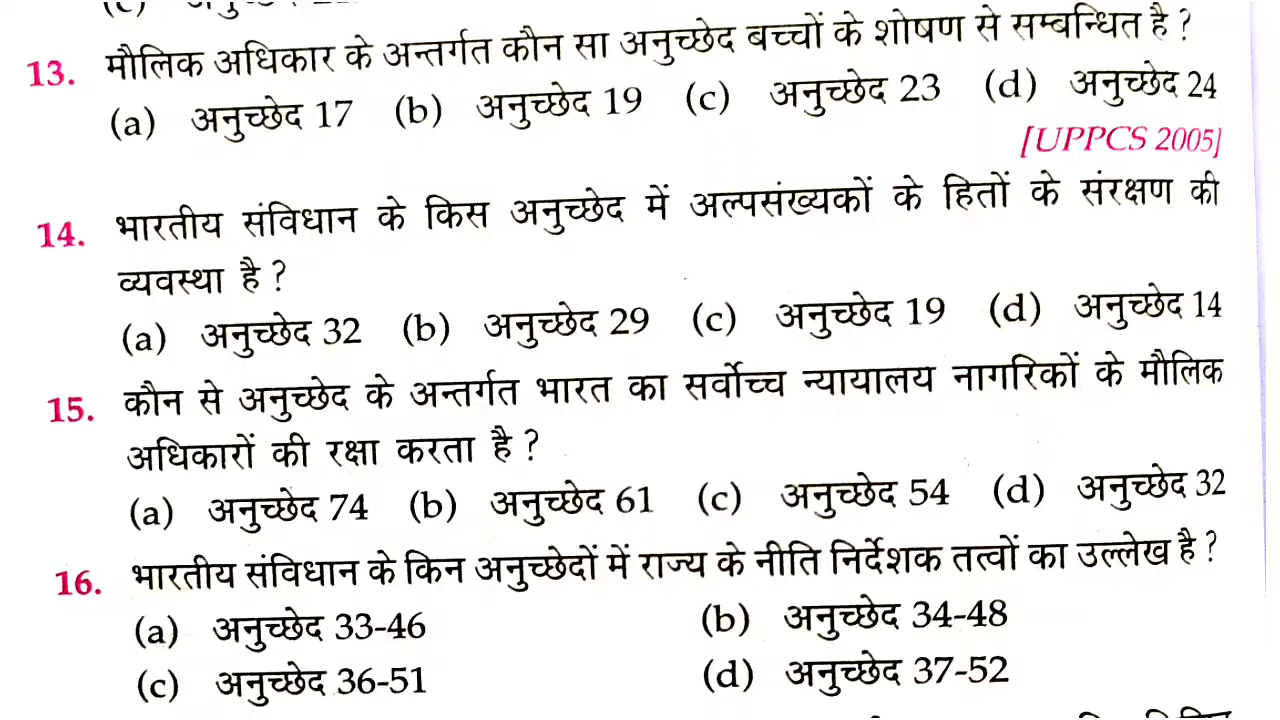 13. मौलिक अधिकार के अन्तर्गत कौन सा अनुच्छेद बच्चों के शोषण से सम्बन्धित है ?
(a) अनुच्छेद 17 (b) अनुच्छेद 19 (c) अनुच्छेद 23 (d) अनुच्छेद 24
[UPPCS 2005]
14. भारतीय संविधान के किस अनुच्छेद में अल्पसंख्यकों के हितों के संरक्षण की
व्यवस्था है ?
(a) अनुच्छेद 32 (b) अनुच्छेद 29 (c) अनुच्छेद 19 (d) अनुच्छेद 14
15. कौन से अनुच्छेद के अन्तर्गत भारत का सर्वोच्च न्यायालय नागरिकों के मौलिक
अधिकारों की रक्षा करता है ?
(a) अनुच्छेद 74 (b) अनुच्छेद 61 (c) अनुच्छेद 54 (d) अनुच्छेद 32
16. भारतीय संविधान के किन अनुच्छेदों में राज्य के नीति निर्देशक तत्वों का उल्लेख है ?
(a) अनुच्छेद 33-46 (b) अनुच्छेद 34-48
(c) अनुच्छेद 36-51 (d) अनुच्छेद 37-52